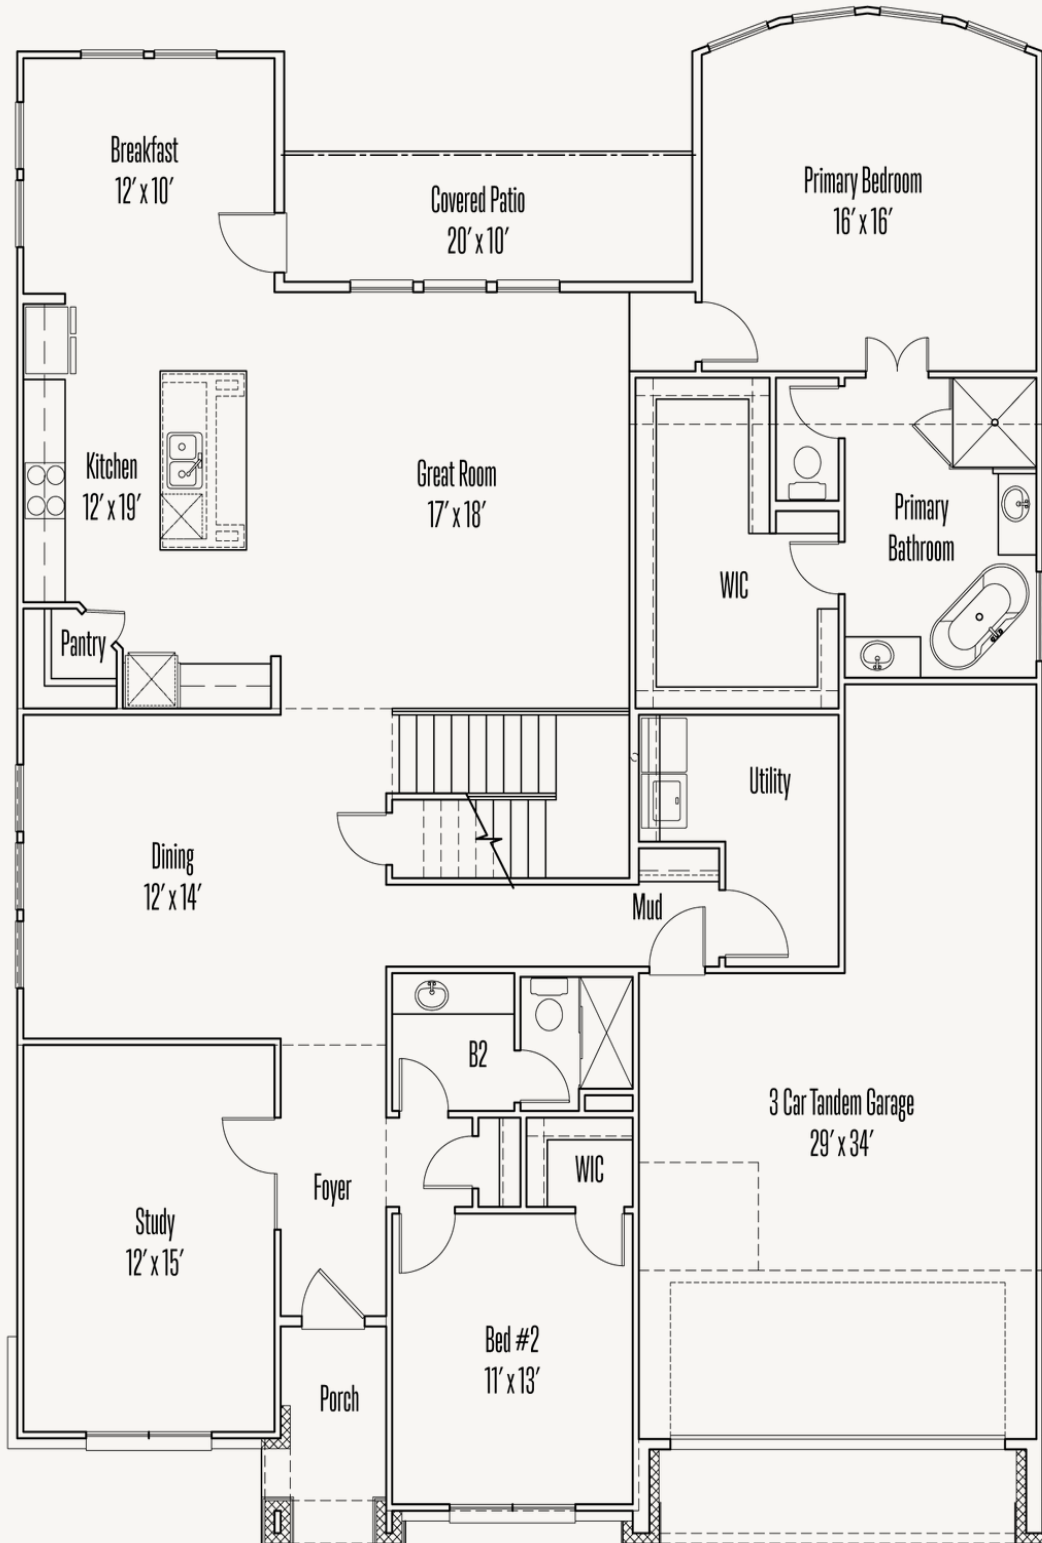 Breakfast
12' x 10'
Covered Patio
20' x 10'
Primary Bedroom
16' x 16'
Kitchen
12' x 19'
Great Room
17' x 18'
Primary
Bathroom
WIC
Pantry
Utility
Dining
12' x 14'
Mud
B2
3 Car Tandem Garage
29' x 34'
WIC
Foyer
Study
12' x 15'
Bed #2
11' x 13'
Porch